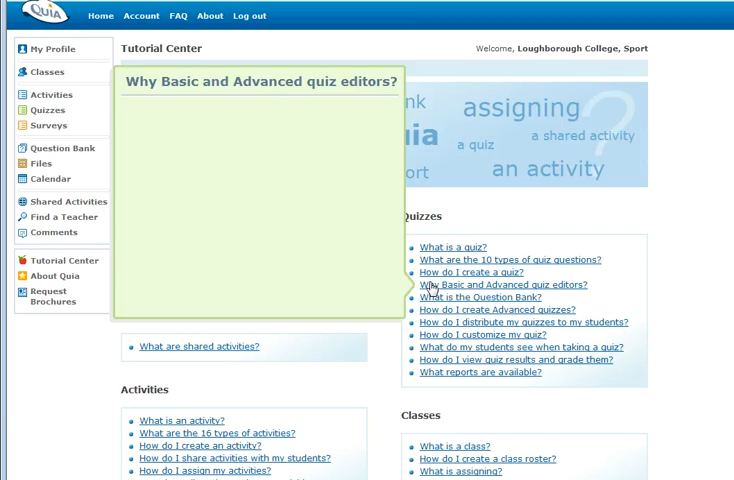 QUIA
Home Account FAQ About Log out
My Profile
Classes
Activities
Quizzes
Surveys
Question Bank
Files
Calendar
Shared Activities
Find a Teacher
Comments
Tutorial Center
About Quia
Request
Brochures
Tutorial Center
Welcome, Loughborough College, Sport
Why Basic and Advanced quiz editors?
assigning
a quiz
a shared activity
an activity
?
Quizzes
What is a quiz?
What are the 10 types of quiz questions?
How do I create a quiz?
Why Basic and Advanced quiz editors?
What is the Question Bank?
How do I create Advanced quizzes?
How do I distribute my quizzes to my students?
How do I customize my quiz?
What do my students see when taking a quiz?
How do I view quiz results and grade them?
What reports are available?
What are shared activities?
Activities
What is an activity?
What are the 16 types of activities?
How do I create an activity?
How do I share activities with my students?
How do I assign my activities?
Classes
What is a class?
How do I create a class roster?
What is assigning?